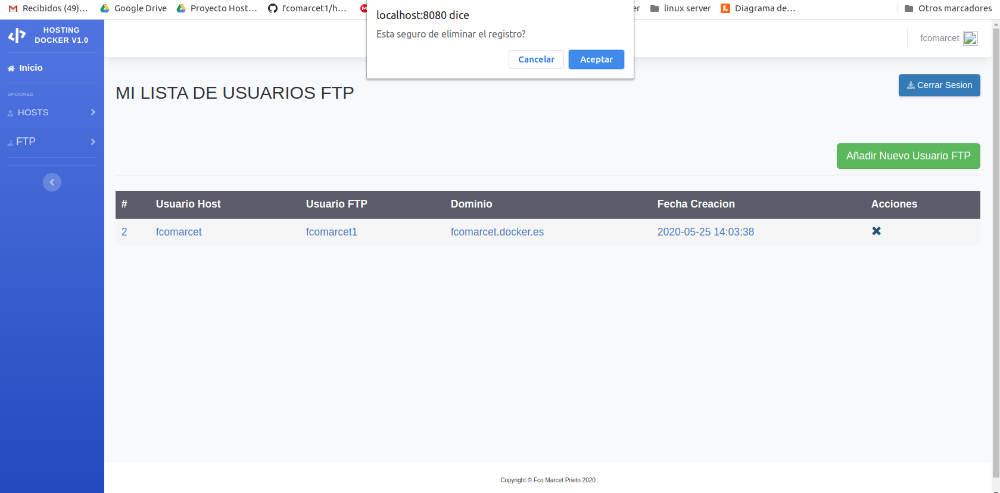 Recibidos (49)...
Google Drive
Proyecto Host...
fcomarcet1/h...
er
linux server
Diagrama de...
Otros marcadores
localhost:8080 dice
Esta seguro de eliminar el registro?
Cancelar
Aceptar
HOSTING
DOCKER V1.0
Inicio
OPCIONES
HOSTS
FTP
fcomarcet
MI LISTA DE USUARIOS FTP
Cerrar Sesion
Añadir Nuevo Usuario FTP
# Usuario Host Usuario FTP Dominio Fecha Creacion Acciones
2 fcomarcet fcomarcet1 fcomarcet.docker.es 2020-05-25 14:03:38
Copyright © Fco Marcet Prieto 2020